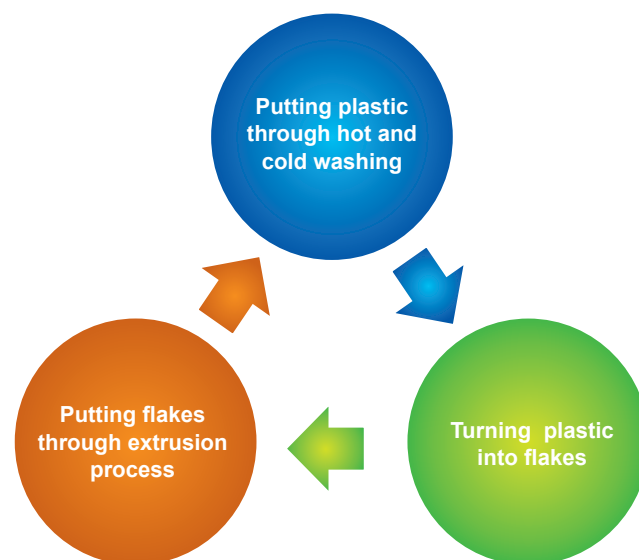 Putting plastic
through hot and
cold washing
Turning plastic
into flakes
Putting flakes
through extrusion
process